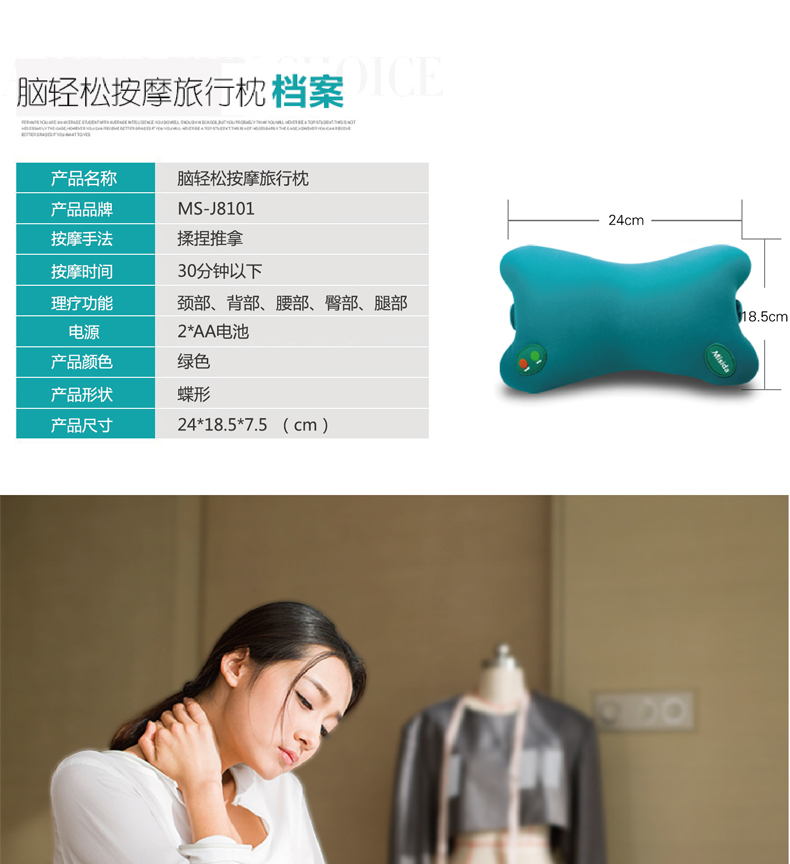 脑轻松按摩旅行枕档案
产品名称 脑轻松按摩旅行枕
产品品牌 MS-J8101
按摩手法 揉捏推拿
按摩时间 30分钟以下
理疗功能 颈部、背部、腰部、臀部、腿部
电源 2*AA电池
产品颜色 绿色
产品形状 蝶形
产品尺寸 24*18.5*7.5 （cm）
24cm
18.5cm
Misida